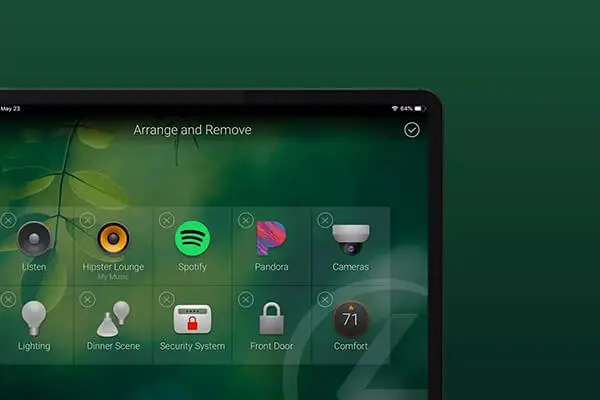 May 23
64%
Arrange and Remove
Listen
Hipster Lounge
My Music
Spotify
Pandora
Cameras
71
Lighting
Dinner Scene
Security System
Front Door
Comfort